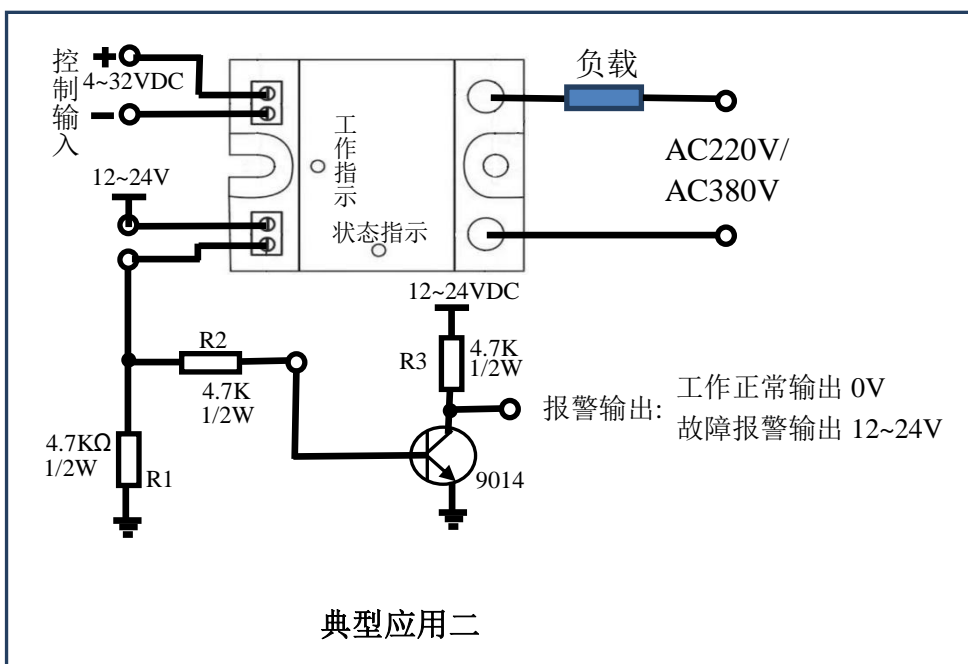 控制输入
+
4~32VDC
−
12~24V
工作指示
状态指示
负载
AC220V/
AC380V
12~24VDC
R2
4.7K
1/2W
R3
4.7K
1/2W
报警输出:
工作正常输出 0V
故障报警输出 12~24V
4.7KΩ
1/2W
R1
9014
典型应用二